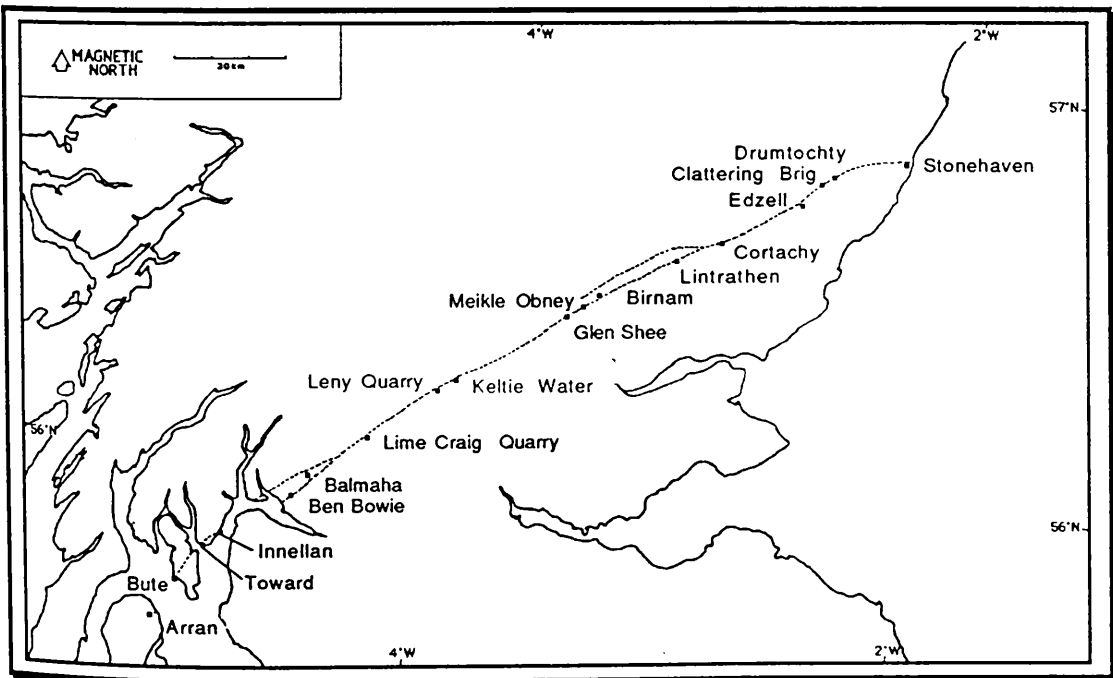 4°W
2°W
MAGNETIC
NORTH
30km
57°N
Drumtochty
Clattering Brig
Stonehaven
Edzell
Cortachy
Lintrathen
Meikle Obney
Birnam
Glen Shee
Leny Quarry
Keltie Water
56°N
Lime Craig Quarry
Balmaha
Ben Bowie
56°N
Innellan
Bute
Toward
Arran
4°W
2°W